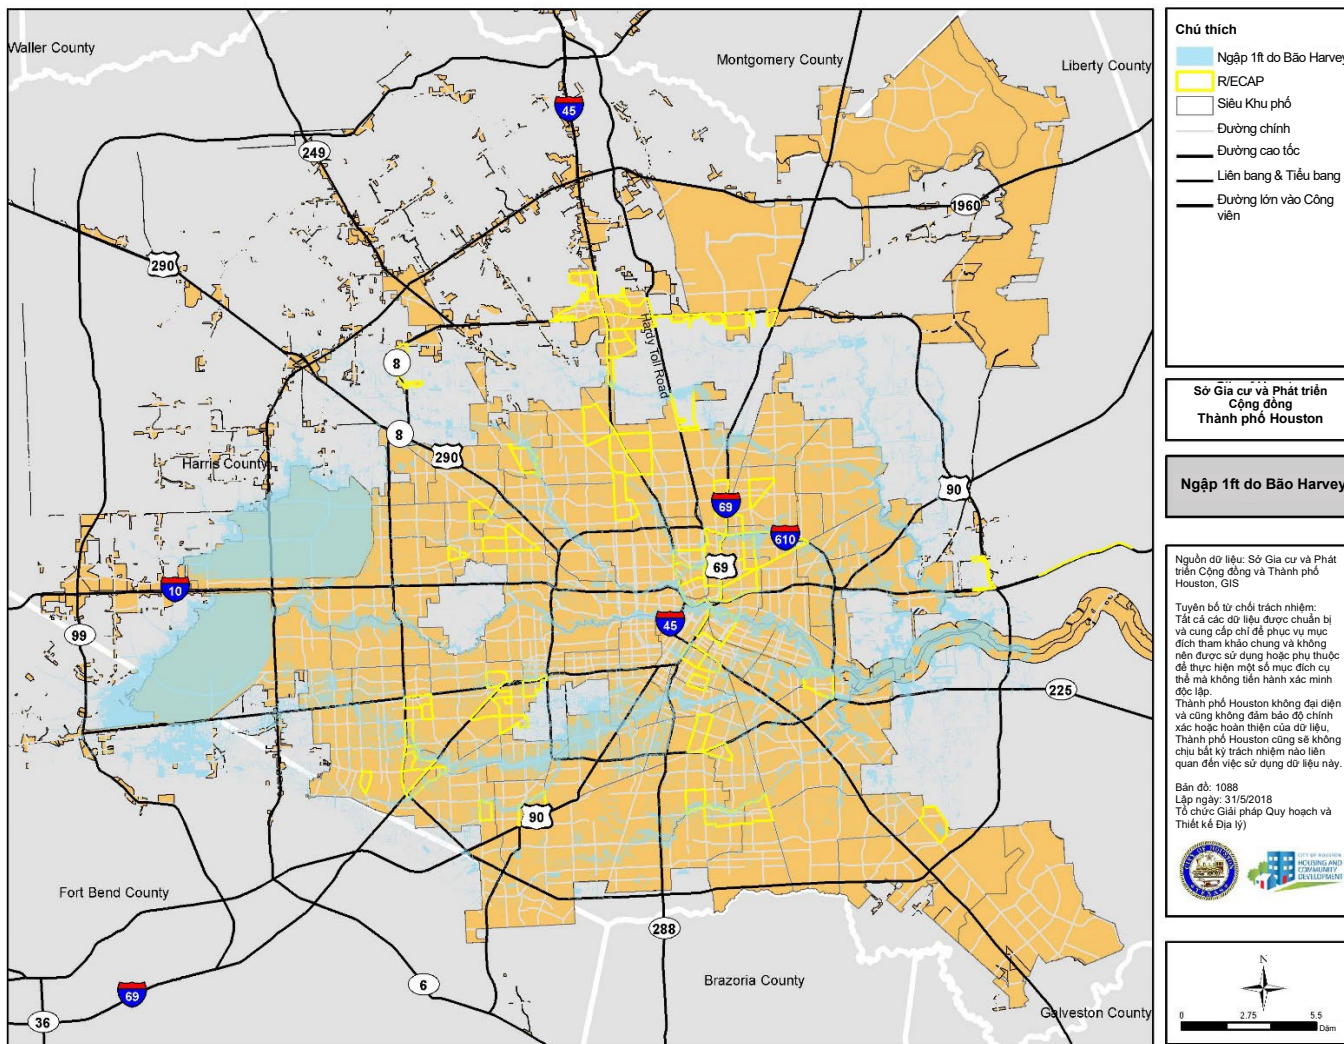 Waller County
Montgomery County
Liberty County
45
249
1960
290
Hardy Toll Road
8
8
290
Harris County
90
69
610
69
10
45
99
225
90
Fort Bend County
288
6
Brazoria County
69
36
Galveston County
Chú thích
Ngập 1ft do Bão Harvey
R/ECAP
Siêu Khu phố
Đường chính
Đường cao tốc
Liên bang & Tiểu bang
Đường lớn vào Công
viên
Sở Gia cư và Phát triển
Cộng đồng
Thành phố Houston
Ngập 1ft do Bão Harvey
Nguồn dữ liệu: Sở Gia cư và Phát
triển Cộng đồng và Thành phố
Houston, GIS
Tuyên bố từ chối trách nhiệm:
Tất cả các dữ liệu được chuẩn bị
và cung cấp chỉ để phục vụ mục
đích tham khảo chung và không
nên được sử dụng hoặc phụ thuộc
để thực hiện một số mục đích cụ
thể mà không tiến hành xác minh
độc lập.
Thành phố Houston không đại diện
và cũng không đảm bảo độ chính
xác hoặc hoàn thiện của dữ liệu,
Thành phố Houston cũng sẽ không
chịu bất kỳ trách nhiệm nào liên
quan đến việc sử dụng dữ liệu này.
Bản đồ: 1088
Lập ngày: 31/5/2018
Tổ chức Giải pháp Quy hoạch và
Thiết kế Địa lý)
CITY OF HOUSTON
TEXAS
CITY OF HOUSTON
HOUSING AND
COMMUNITY
DEVELOPMENT
N
0 2.75 5.5
Dặm